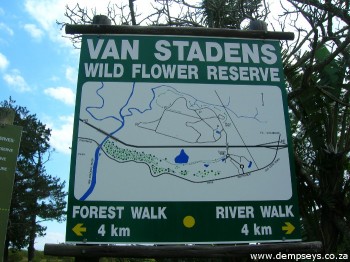 VAN STADENS
WILD FLOWER RESERVE
FOREST WALK
RIVER WALK
4 km
4 km
© www.dempseys.co.za